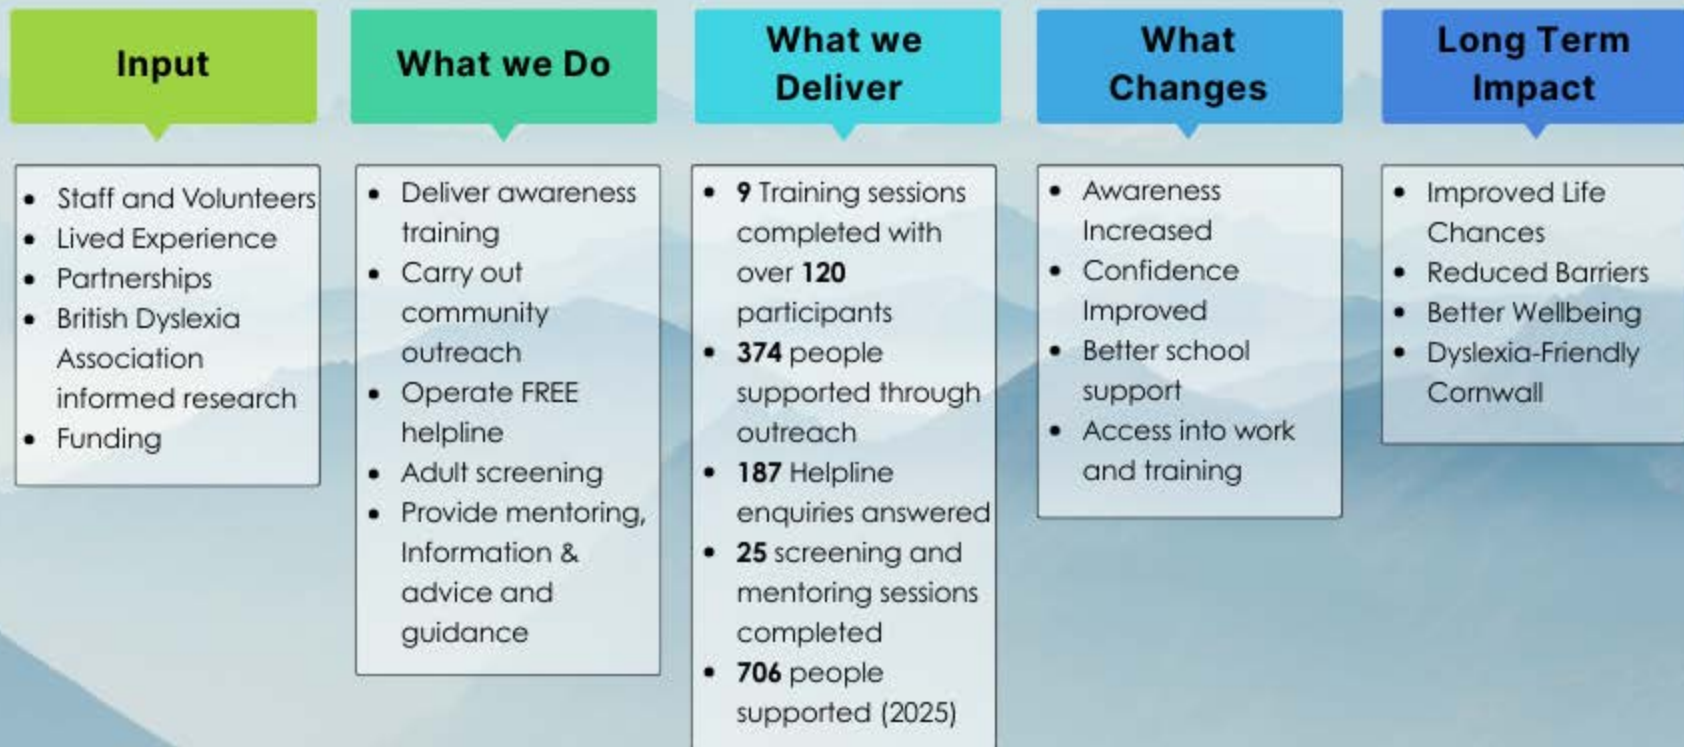 Input
• Staff and Volunteers
• Lived Experience
• Partnerships
• British Dyslexia
Association
informed research
• Funding
What we Do
• Deliver awareness
training
• Carry out
community
outreach
• Operate FREE
helpline
• Adult screening
• Provide mentoring,
Information &
advice and
guidance
What we
Deliver
• 9 Training sessions
completed with
over 120
participants
• 374 people
supported through
outreach
• 187 Helpline
enquiries answered
• 25 screening and
mentoring sessions
completed
• 706 people
supported (2025)
What
Changes
• Awareness
Increased
• Confidence
Improved
• Better school
support
• Access into work
and training
Long Term
Impact
• Improved Life
Chances
• Reduced Barriers
• Better Wellbeing
• Dyslexia-Friendly
Cornwall